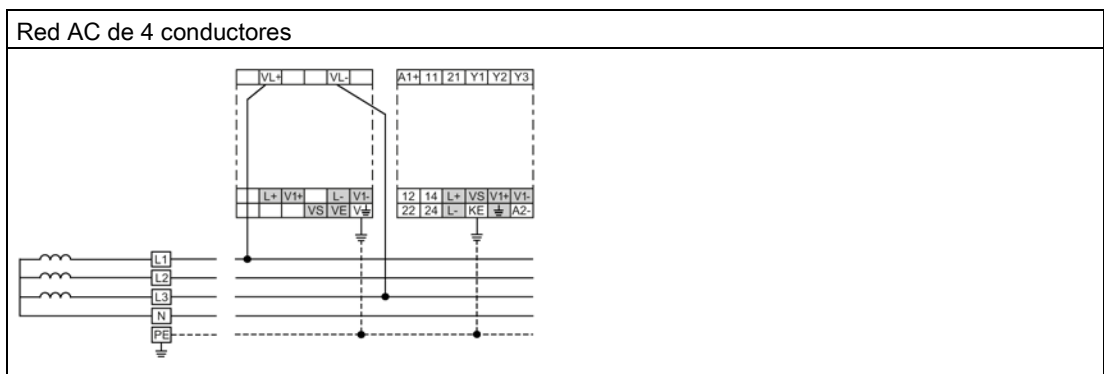 Red AC de 4 conductores
VL+ VL- A1+ 11 21 Y1 Y2 Y3
L+ V1+ L- V1- 12 14 L+ VS V1+ V1-
VS VE V⏚ 22 24 L- KE ⏚ A2-
L1
L2
L3
N
PE